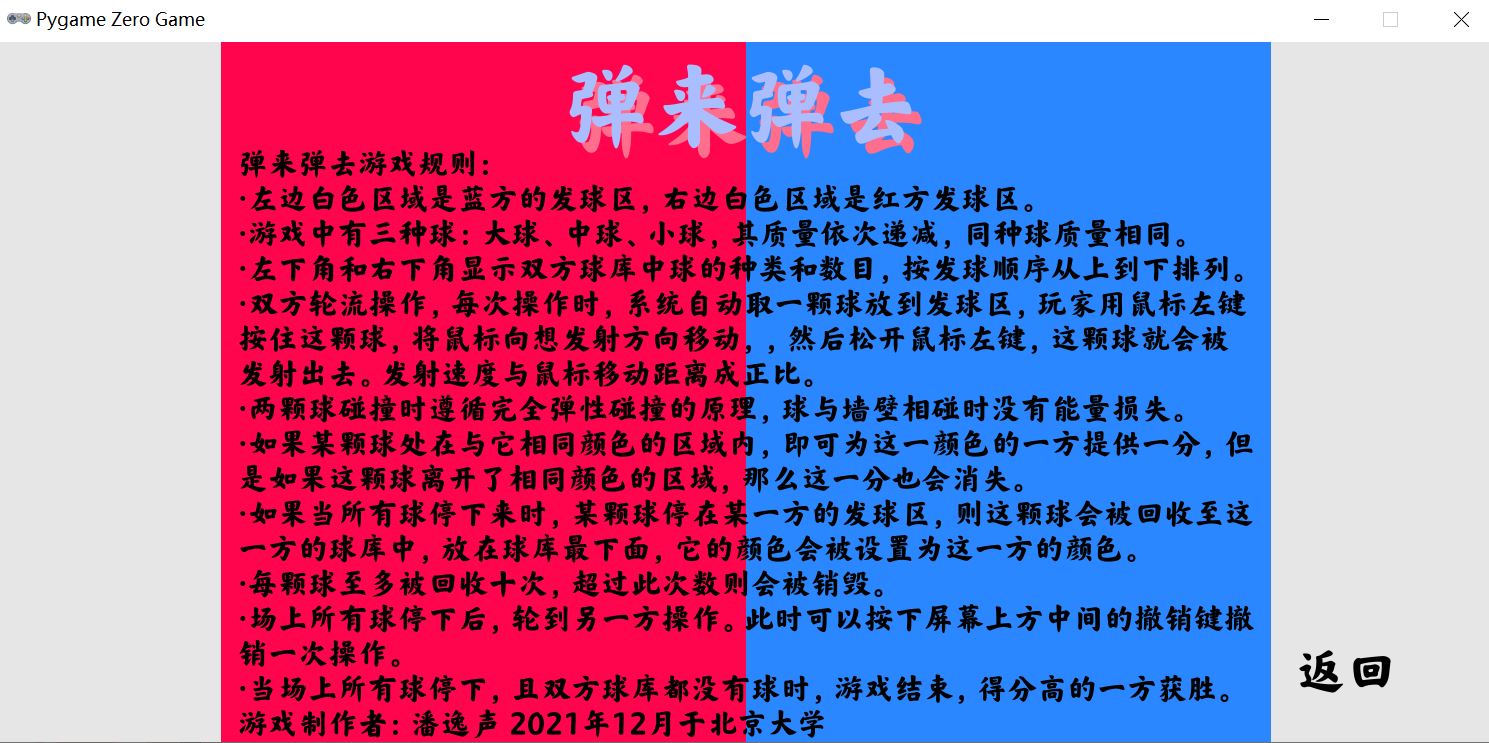 Pygame Zero Game
弹来弹去
弹来弹去游戏规则：
·左边白色区域是蓝方的发球区，右边白色区域是红方发球区。
·游戏中有三种球：大球、中球、小球，其质量依次递减，同种球质量相同。
·左下角和右下角显示双方球库中球的种类和数目，按发球顺序从上到下排列。
·双方轮流操作，每次操作时，系统自动取一颗球放到发球区，玩家用鼠标左键
按住这颗球，将鼠标向想发射方向移动，，然后松开鼠标左键，这颗球就会被
发射出去。发射速度与鼠标移动距离成正比。
·两颗球碰撞时遵循完全弹性碰撞的原理，球与墙壁相碰时没有能量损失。
·如果某颗球处在与它相同颜色的区域内，即可为这一颜色的一方提供一分，但
是如果这颗球离开了相同颜色的区域，那么这一分也会消失。
·如果当所有球停下来时，某颗球停在某一方的发球区，则这颗球会被回收至这
一方的球库中，放在球库最下面，它的颜色会被设置为这一方的颜色。
·每颗球至多被回收十次，超过此次数则会被销毁。
·场上所有球停下后，轮到另一方操作。此时可以按下屏幕上方中间的撤销键撤
销一次操作。
·当场上所有球停下，且双方球库都没有球时，游戏结束，得分高的一方获胜。
游戏制作者：潘逸声 2021年12月于北京大学
返回